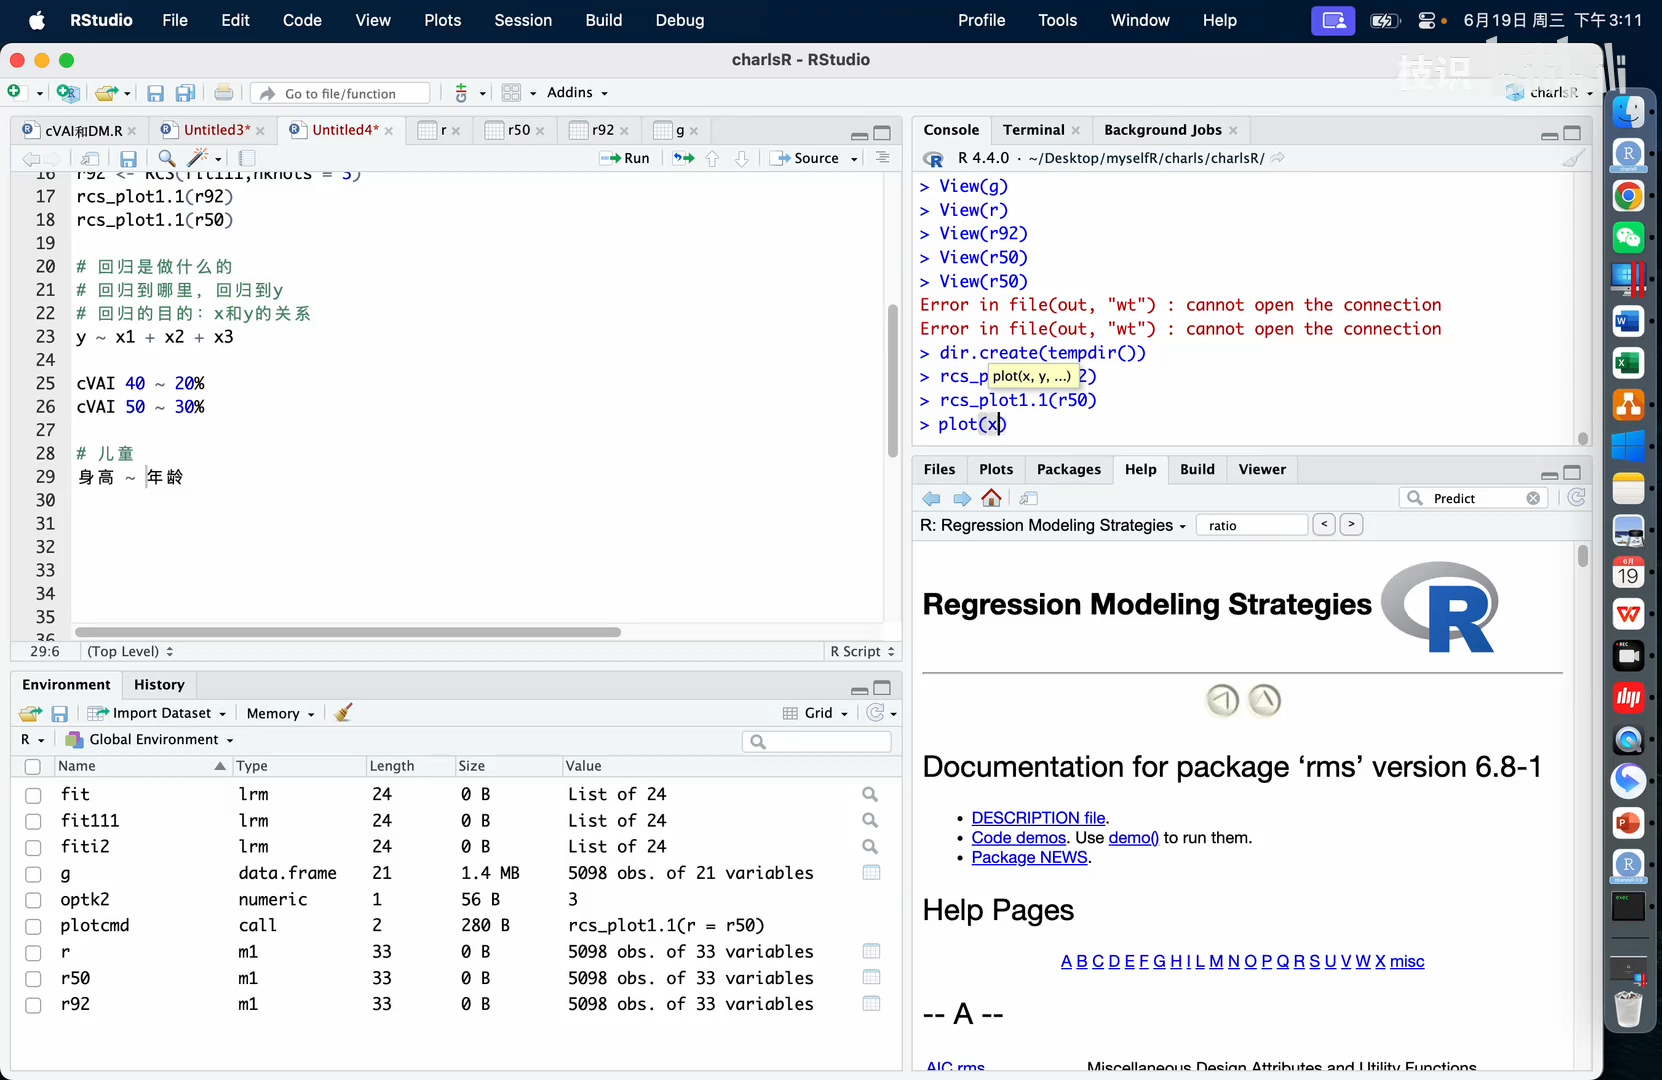 RStudio File Edit Code View Plots Session Build Debug Profile Tools Window Help 6月19日 周三 下午3:11
charlsR - RStudio
枝识
Go to file/function Addins charlsR
cVAI和DM.R Untitled3* Untitled4* r r50 r92 g
Run Source
16 r92 <- RCS(fit111,nknots = 3)
17 rcs_plot1.1(r92)
18 rcs_plot1.1(r50)
19
20 # 回归是做什么的
21 # 回归到哪里，回归到y
22 # 回归的目的：x和y的关系
23 y ~ x1 + x2 + x3
24
25 cVAI 40 ~ 20%
26 cVAI 50 ~ 30%
27
28 # 儿童
29 身高 ~ 年龄
30
31
32
33
34
35
36
29:6 (Top Level) R Script
Console Terminal Background Jobs
R 4.4.0 · ~/Desktop/myselfR/charls/charlsR/
> View(g)
> View(r)
> View(r92)
> View(r50)
> View(r50)
Error in file(out, "wt") : cannot open the connection
Error in file(out, "wt") : cannot open the connection
> dir.create(tempdir())
> rcs_p plot(x, y, ...) 2)
> rcs_plot1.1(r50)
> plot(x)
Files Plots Packages Help Build Viewer
Predict
R: Regression Modeling Strategies ratio < >
Regression Modeling Strategies
Documentation for package ‘rms’ version 6.8-1
• DESCRIPTION file.
• Code demos. Use demo() to run them.
• Package NEWS.
Help Pages
A B C D E F G H I L M N O P Q R S U V W X misc
-- A --
AIC.rms Miscellaneous Design Attributes and Utility Functions
Environment History
Import Dataset Memory Grid
R Global Environment
Name Type Length Size Value
fit lrm 24 0 B List of 24
fit111 lrm 24 0 B List of 24
fiti2 lrm 24 0 B List of 24
g data.frame 21 1.4 MB 5098 obs. of 21 variables
optk2 numeric 1 56 B 3
plotcmd call 2 280 B rcs_plot1.1(r = r50)
r m1 33 0 B 5098 obs. of 33 variables
r50 m1 33 0 B 5098 obs. of 33 variables
r92 m1 33 0 B 5098 obs. of 33 variables